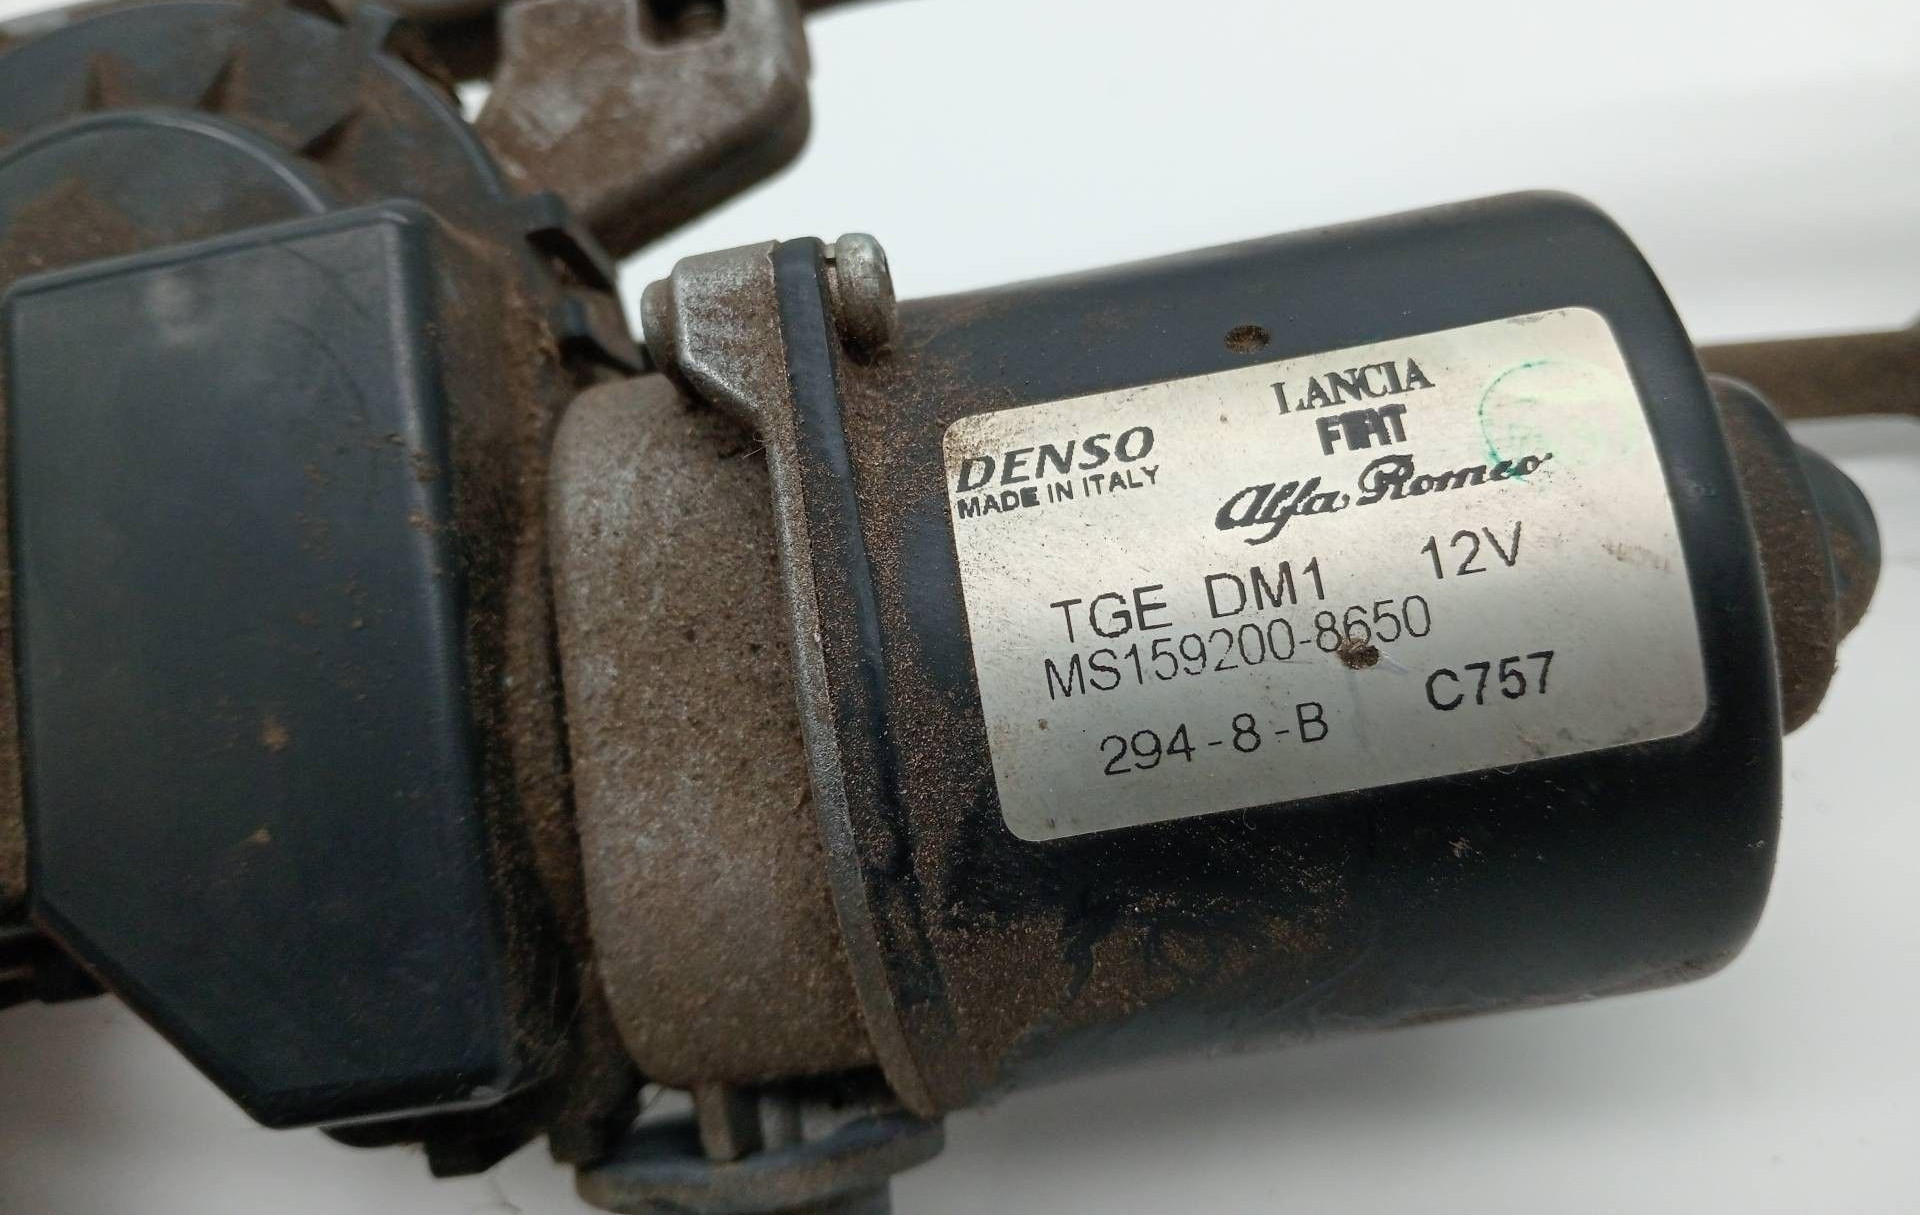 LANCIA
FIAT
Alfa Romeo
DENSO
MADE IN ITALY
TGE DM1 12V
MS159200-8650
294-8-B C757